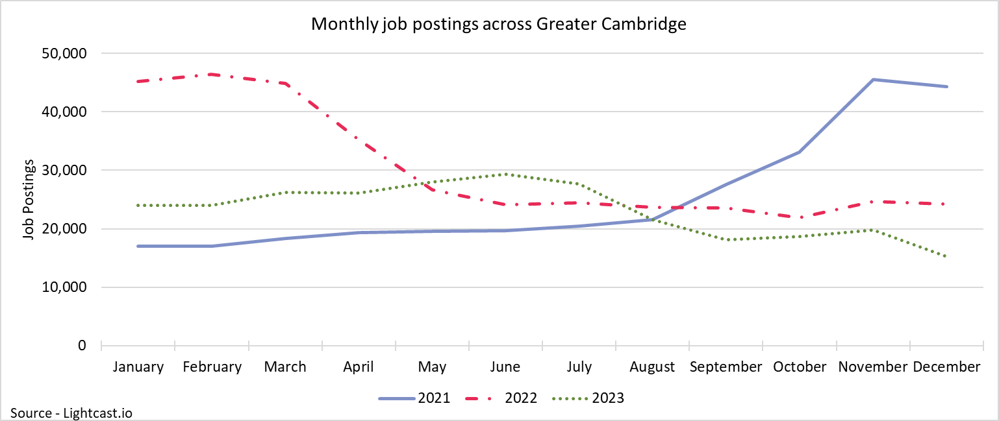 Monthly job postings across Greater Cambridge
50,000
40,000
30,000
20,000
10,000
0
Job Postings
January February March April May June July August September October November December
2021 2022 2023
Source - Lightcast.io